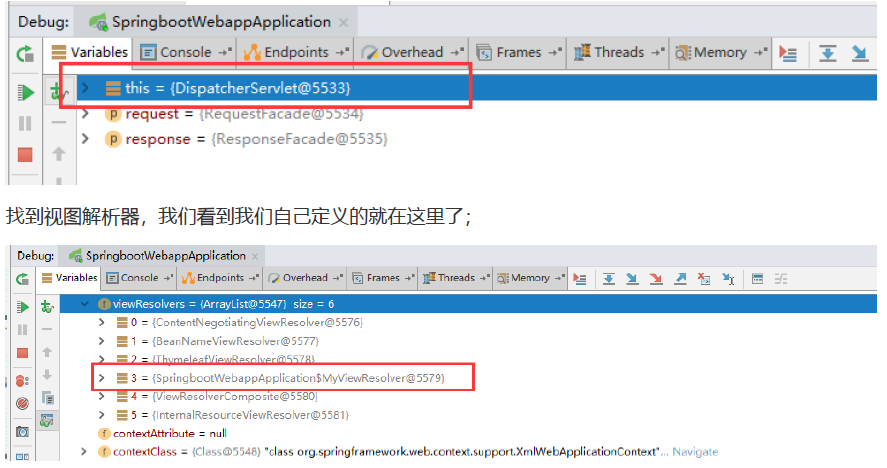 Debug: SpringbootWebappApplication ×
Variables Console →" Endpoints →" Overhead →" Frames →" Threads →" Memory →"
this = {DispatcherServlet@5533}
request = {RequestFacade@5534}
response = {ResponseFacade@5535}
找到视图解析器，我们看到我们自己定义的就在这里了；
Debug: SpringbootWebappApplication ×
Variables Console →" Endpoints →" Overhead →" Frames →" Threads →" Memory →"
viewResolvers = {ArrayList@5547} size = 6
0 = {ContentNegotiatingViewResolver@5576}
1 = {BeanNameViewResolver@5577}
2 = {ThymeleafViewResolver@5578}
3 = {SpringbootWebappApplication$MyViewResolver@5579}
4 = {ViewResolverComposite@5580}
5 = {InternalResourceViewResolver@5581}
contextAttribute = null
contextClass = {Class@5548} "class org.springframework.web.context.support.XmlWebApplicationContext"... Navigate